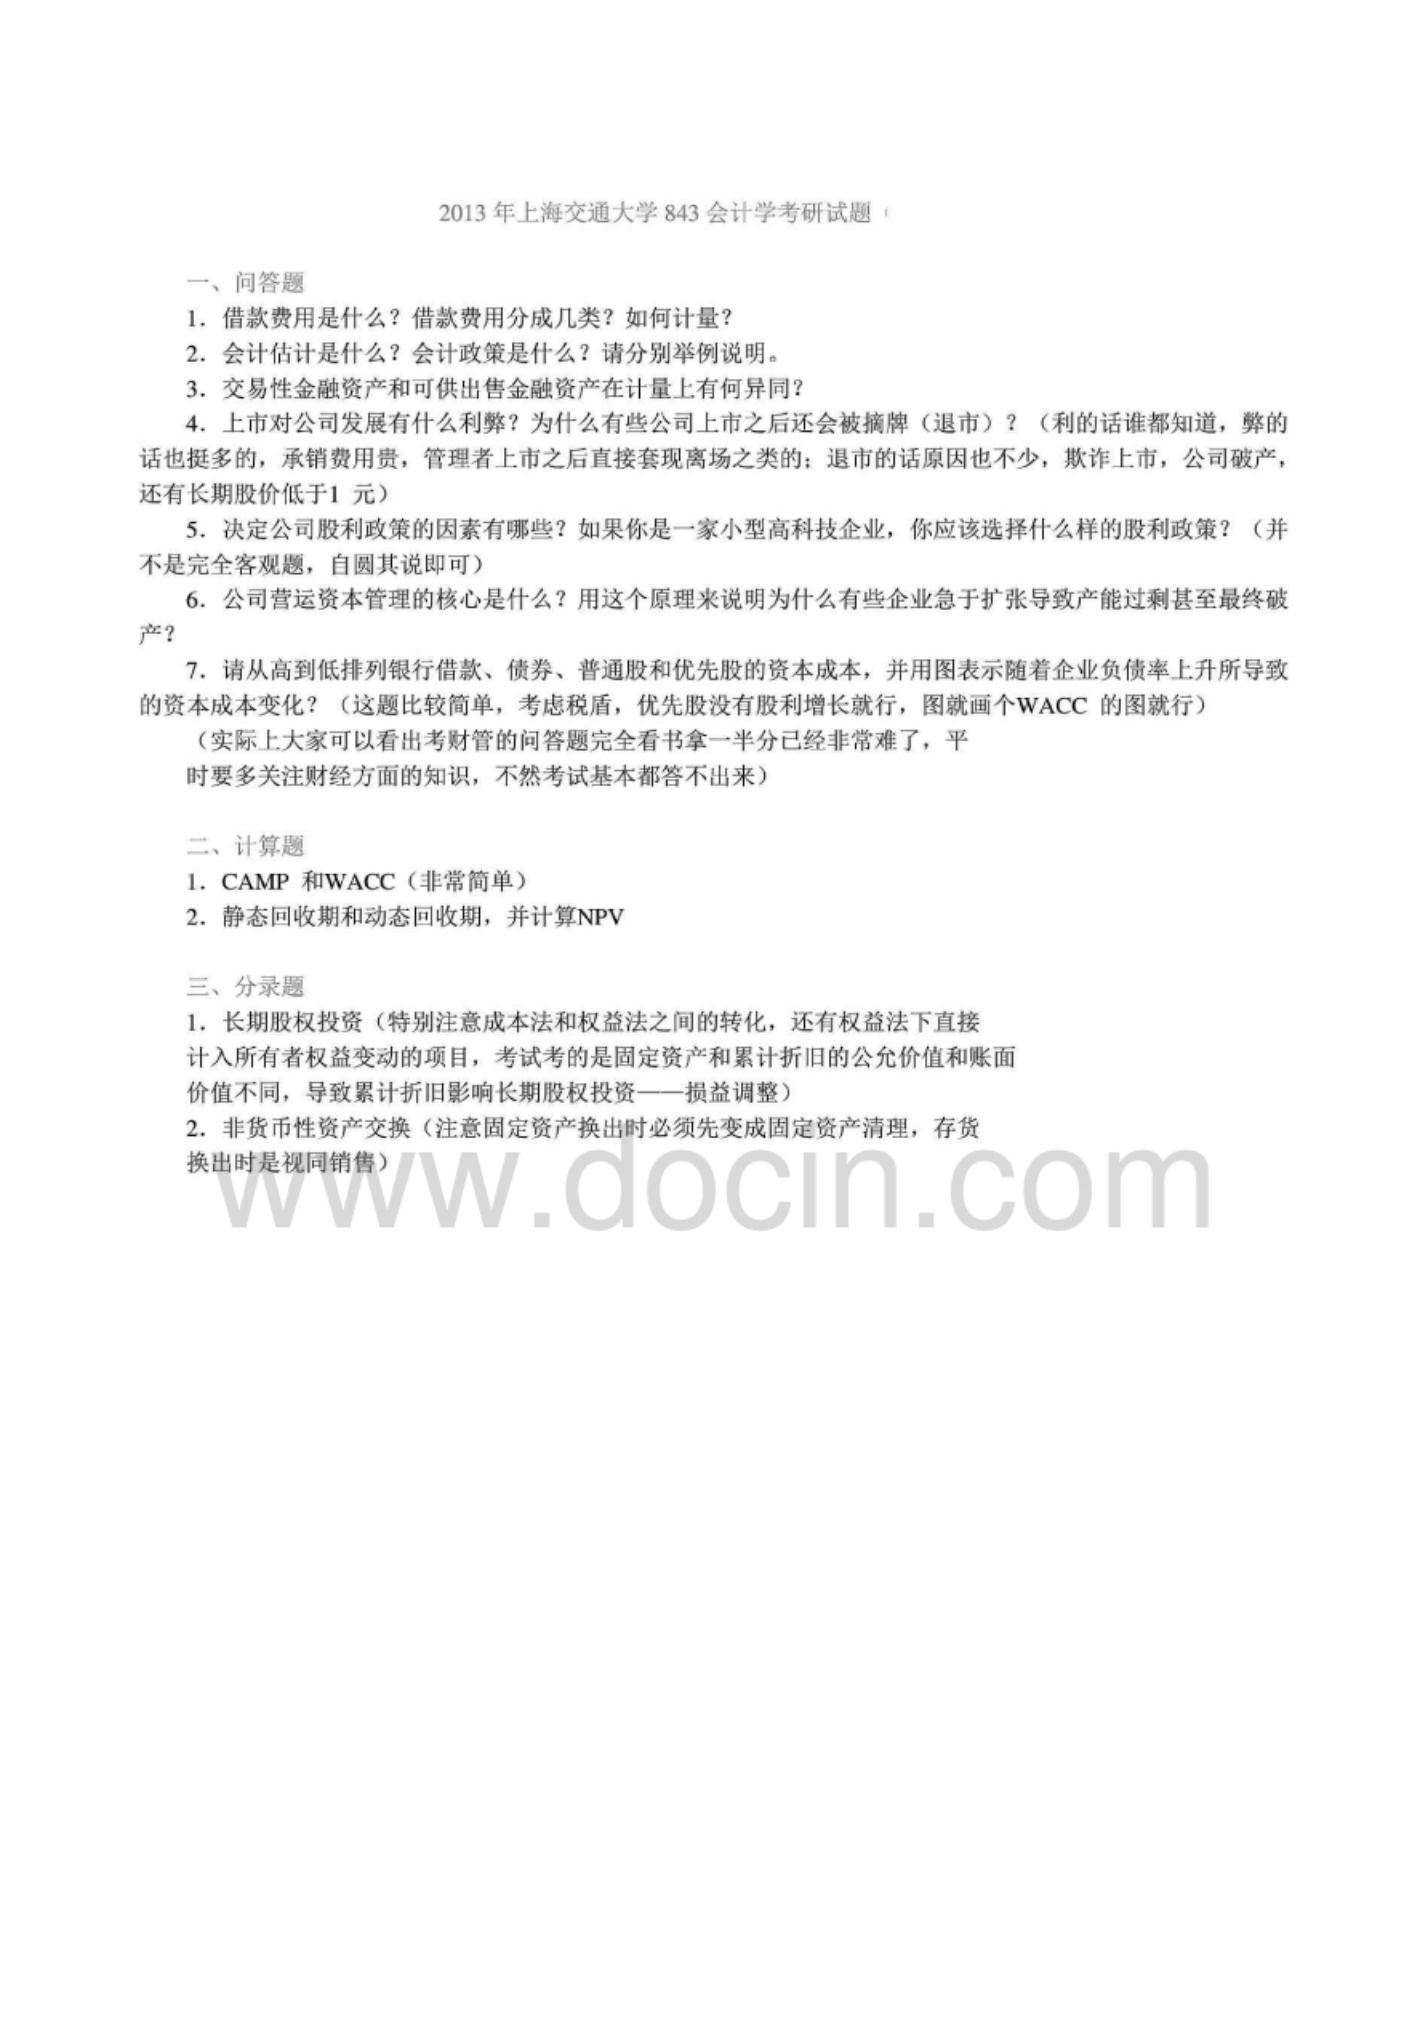 2013 年上海交通大学 843 会计学考研试题（
一、问答题
1．借款费用是什么？借款费用分成几类？如何计量？
2．会计估计是什么？会计政策是什么？请分别举例说明。
3．交易性金融资产和可供出售金融资产在计量上有何异同？
4．上市对公司发展有什么利弊？为什么有些公司上市之后还会被摘牌（退市）？（利的话谁都知道，弊的
话也挺多的，承销费用贵，管理者上市之后直接套现离场之类的；退市的话原因也不少，欺诈上市，公司破产，
还有长期股价低于1 元）
5．决定公司股利政策的因素有哪些？如果你是一家小型高科技企业，你应该选择什么样的股利政策？（并
不是完全客观题，自圆其说即可）
6．公司营运资本管理的核心是什么？用这个原理来说明为什么有些企业急于扩张导致产能过剩甚至最终破
产？
7．请从高到低排列银行借款、债券、普通股和优先股的资本成本，并用图表示随着企业负债率上升所导致
的资本成本变化？（这题比较简单，考虑税盾，优先股没有股利增长就行，图就画个WACC 的图就行）
（实际上大家可以看出考财管的问答题完全看书拿一半分已经非常难了，平
时要多关注财经方面的知识，不然考试基本都答不出来）
二、计算题
1．CAMP 和WACC（非常简单）
2．静态回收期和动态回收期，并计算NPV
三、分录题
1．长期股权投资（特别注意成本法和权益法之间的转化，还有权益法下直接
计入所有者权益变动的项目，考试考的是固定资产和累计折旧的公允价值和账面
价值不同，导致累计折旧影响长期股权投资——损益调整）
2．非货币性资产交换（注意固定资产换出时必须先变成固定资产清理，存货
换出时是视同销售）
www.docin.com